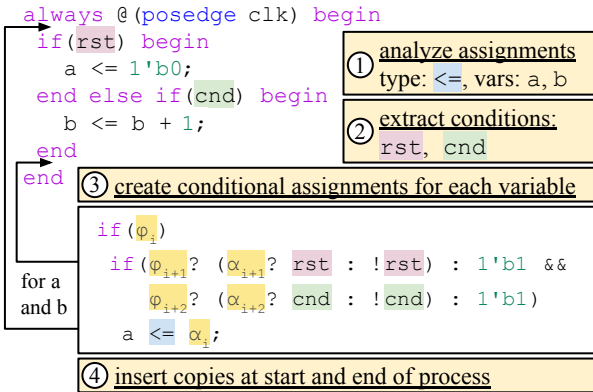 always @(posedge clk) begin
if(rst) begin
a <= 1'b0;
end else if(cnd) begin
b <= b + 1;
end
end
① analyze assignments
type: <=, vars: a, b
② extract conditions:
rst, cnd
③ create conditional assignments for each variable
for a
and b
if(φᵢ)
if(φᵢ₊₁? (αᵢ₊₁? rst : !rst) : 1'b1 &&
φᵢ₊₂? (αᵢ₊₂? cnd : !cnd) : 1'b1)
a <= αᵢ;
④ insert copies at start and end of process